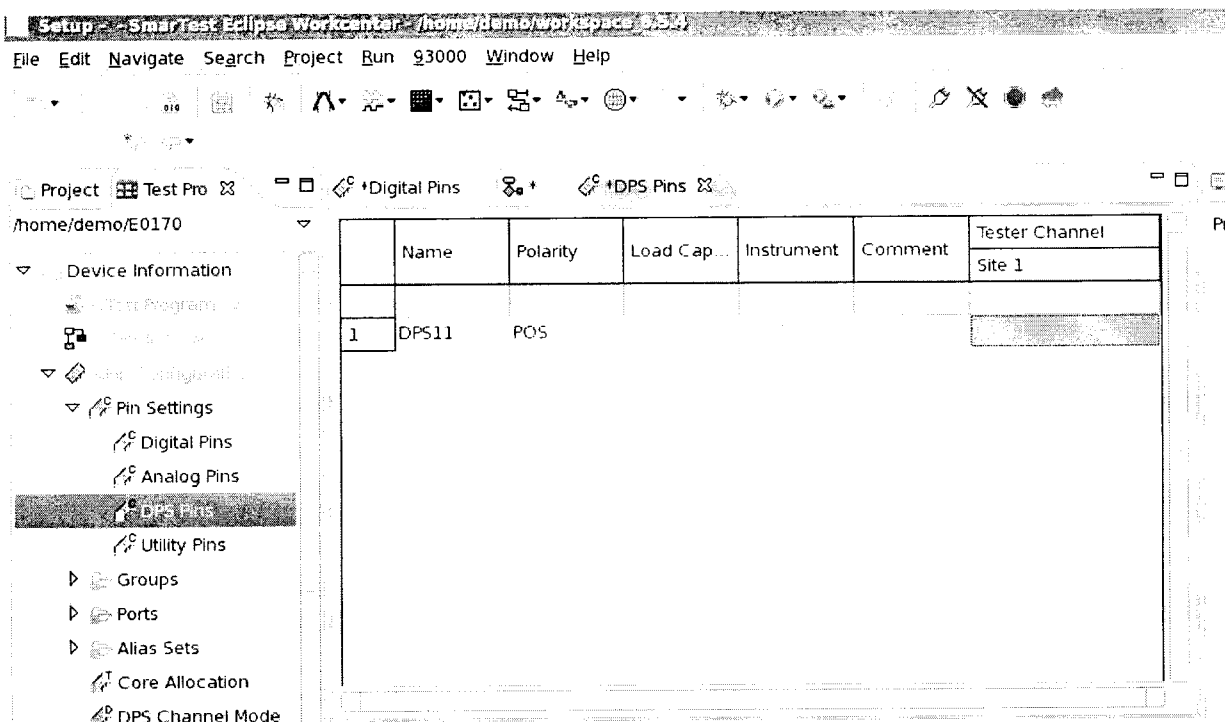 Setup - - SmarTest Eclipse Workcenter - /home/demo/workspace_6.5.4/
File Edit Navigate Search Project Run 93000 Window Help
Project Test Pro *Digital Pins * *DPS Pins
/home/demo/E0170
Device Information
Test Program
Pin Settings
Digital Pins
Analog Pins
DPS Pins
Utility Pins
Groups
Ports
Alias Sets
Core Allocation
DPS Channel Mode
Name Polarity Load Cap... Instrument Comment Tester Channel
Site 1
1 DPS11 POS